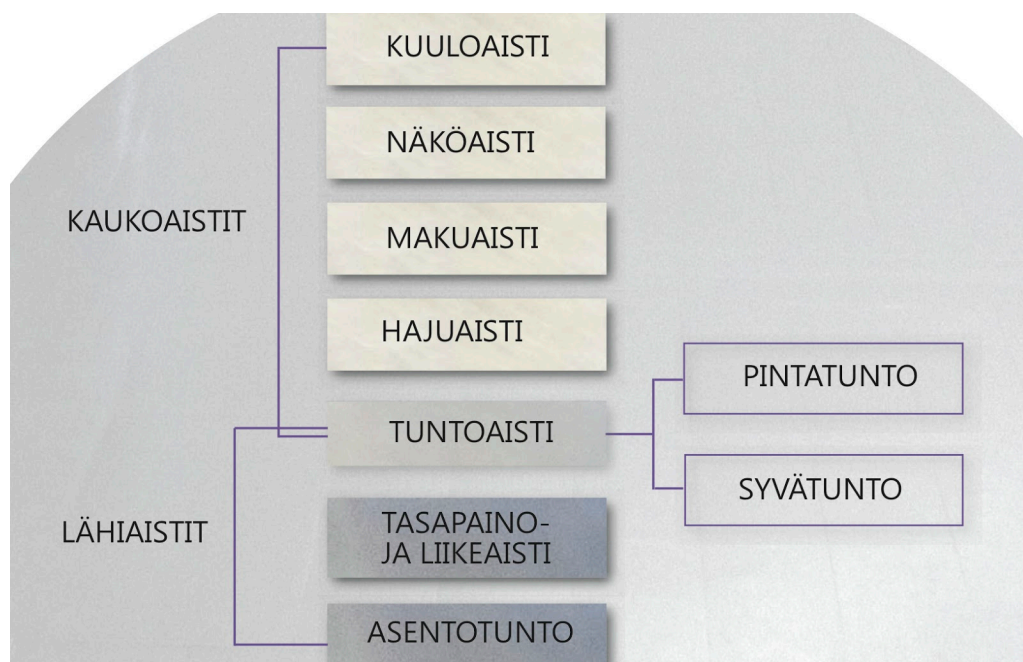 KUULOAISTI
NÄKÖAISTI
KAUKOAISTIT
MAKUAISTI
HAJUAISTI
PINTATUNTO
TUNTOAISTI
SYVÄTUNTO
LÄHIAISTIT
TASAPAINO-
JA LIIKEAISTI
ASENTOTUNTO